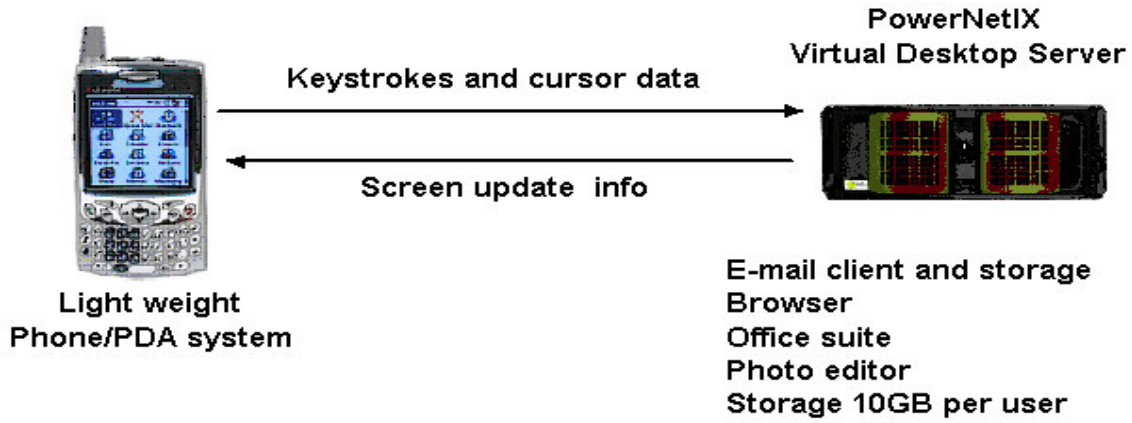 PowerNetIX
Virtual Desktop Server
Keystrokes and cursor data
Screen update info
Light weight
Phone/PDA system
E-mail client and storage
Browser
Office suite
Photo editor
Storage 10GB per user